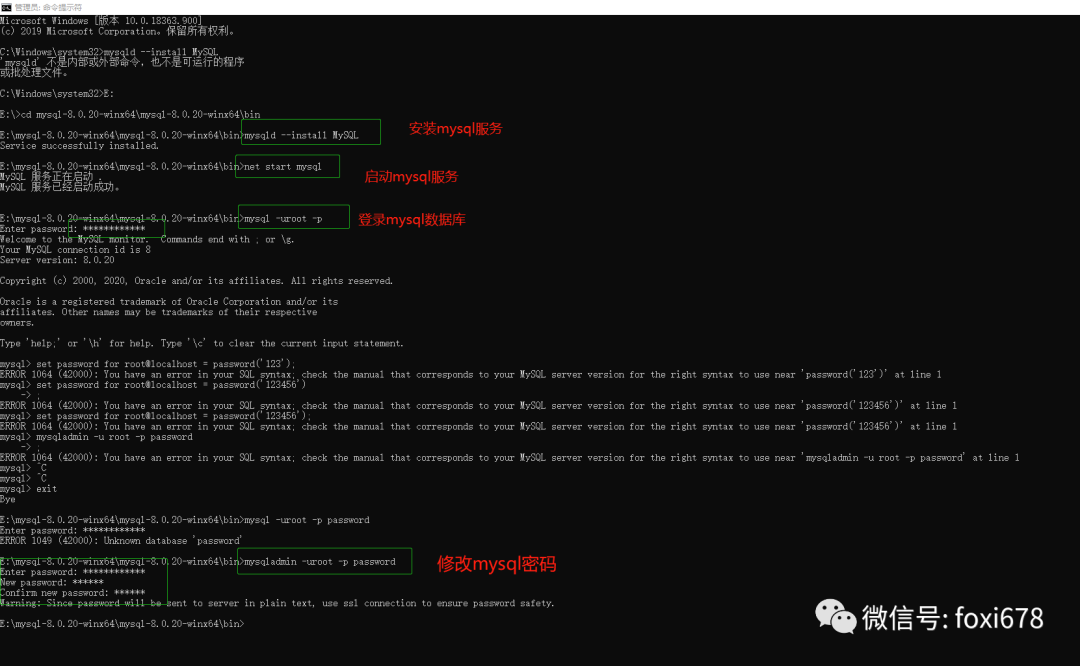 管理员: 命令提示符
Microsoft Windows [版本 10.0.18363.900]
(c) 2019 Microsoft Corporation。保留所有权利。
C:\Windows\system32>mysqld --install MySQL
'mysqld' 不是内部或外部命令，也不是可运行的程序
或批处理文件。
C:\Windows\system32>E:
E:\>cd mysql-8.0.20-winx64\mysql-8.0.20-winx64\bin
E:\mysql-8.0.20-winx64\mysql-8.0.20-winx64\bin>mysqld --install MySQL 安装mysql服务
Service successfully installed.
E:\mysql-8.0.20-winx64\mysql-8.0.20-winx64\bin>net start mysql 启动mysql服务
MySQL 服务正在启动 .
MySQL 服务已经启动成功。
E:\mysql-8.0.20-winx64\mysql-8.0.20-winx64\bin>mysql -uroot -p 登录mysql数据库
Enter password: ************
Welcome to the MySQL monitor.  Commands end with ; or \g.
Your MySQL connection id is 8
Server version: 8.0.20
Copyright (c) 2000, 2020, Oracle and/or its affiliates. All rights reserved.
Oracle is a registered trademark of Oracle Corporation and/or its
affiliates. Other names may be trademarks of their respective
owners.
Type 'help;' or '\h' for help. Type '\c' to clear the current input statement.
mysql> set password for root@localhost = password('123');
ERROR 1064 (42000): You have an error in your SQL syntax; check the manual that corresponds to your MySQL server version for the right syntax to use near 'password('123')' at line 1
mysql> set password for root@localhost = password('123456')
-> ;
ERROR 1064 (42000): You have an error in your SQL syntax; check the manual that corresponds to your MySQL server version for the right syntax to use near 'password('123456')' at line 1
mysql> set password for root@localhost = password('123456');
ERROR 1064 (42000): You have an error in your SQL syntax; check the manual that corresponds to your MySQL server version for the right syntax to use near 'password('123456')' at line 1
mysql> mysqladmin -u root -p password
-> ;
ERROR 1064 (42000): You have an error in your SQL syntax; check the manual that corresponds to your MySQL server version for the right syntax to use near 'mysqladmin -u root -p password' at line 1
mysql> ^C
mysql> ^C
mysql> exit
Bye
E:\mysql-8.0.20-winx64\mysql-8.0.20-winx64\bin>mysql -uroot -p password
Enter password: ************
ERROR 1049 (42000): Unknown database 'password'
E:\mysql-8.0.20-winx64\mysql-8.0.20-winx64\bin>mysqladmin -uroot -p password 修改mysql密码
Enter password: ************
New password: ******
Confirm new password: ******
Warning: Since password will be sent to server in plain text, use ssl connection to ensure password safety.
E:\mysql-8.0.20-winx64\mysql-8.0.20-winx64\bin>
微信号: foxi678